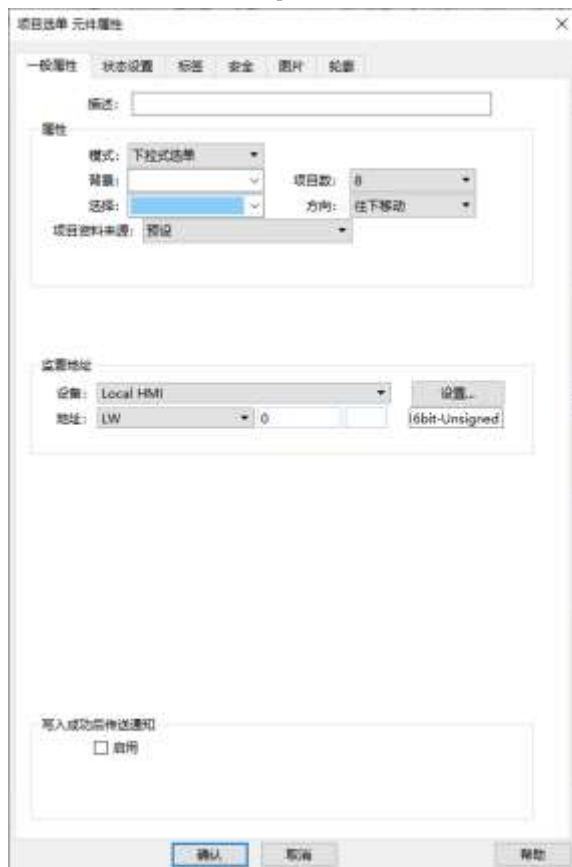 项目选单 元件属性
一般属性 状态设置 标签 安全 图片 轮廓
描述:
属性
模式: 下拉式选单
背景: 项目数: 8
选择: 方向: 往下移动
项目资料来源: 预设
监看地址
设备: Local HMI 设置...
地址: LW 0 16bit-Unsigned
写入成功后传送通知
启用
确认 取消 帮助